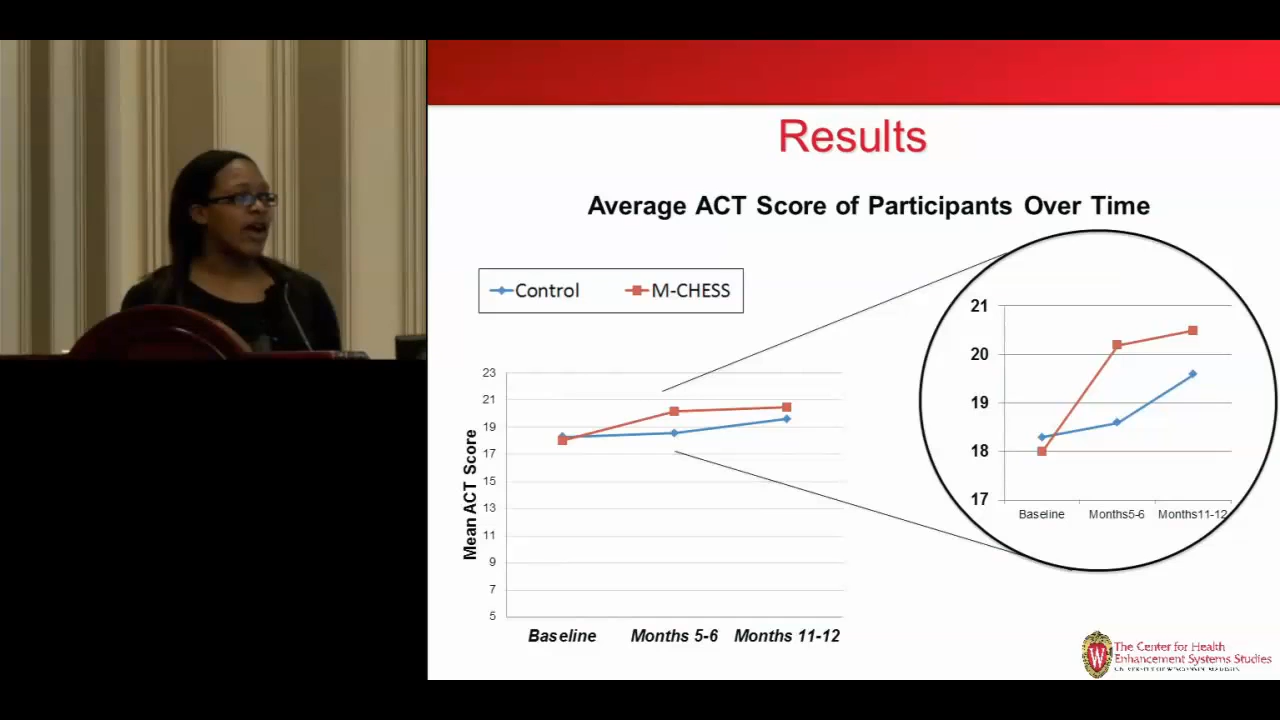 Results
Average ACT Score of Participants Over Time
Control
M-CHESS
Mean ACT Score
23
21
19
17
15
13
11
9
7
5
Baseline Months 5-6 Months 11-12
21
20
19
18
17
Baseline Months5-6 Months11-12
W
The Center for Health
Enhancement Systems Studies